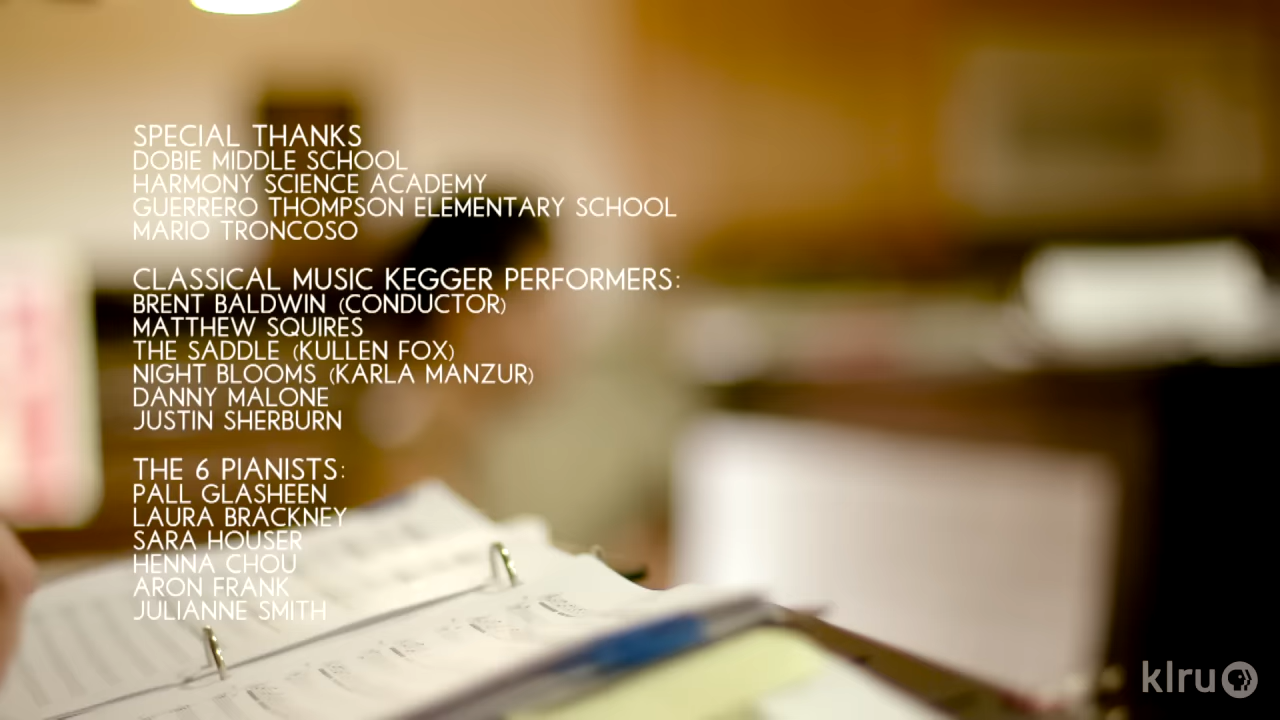 SPECIAL THANKS
DOBIE MIDDLE SCHOOL
HARMONY SCIENCE ACADEMY
GUERRERO THOMPSON ELEMENTARY SCHOOL
MARIO TRONCOSO
CLASSICAL MUSIC KEGGER PERFORMERS:
BRENT BALDWIN (CONDUCTOR)
MATTHEW SQUIRES
THE SADDLE (KULLEN FOX)
NIGHT BLOOMS (KARLA MANZUR)
DANNY MALONE
JUSTIN SHERBURN
THE 6 PIANISTS:
PALL GLASHEEN
LAURA BRACKNEY
SARA HOUSER
HENNA CHOU
ARON FRANK
JULIANNE SMITH
klru